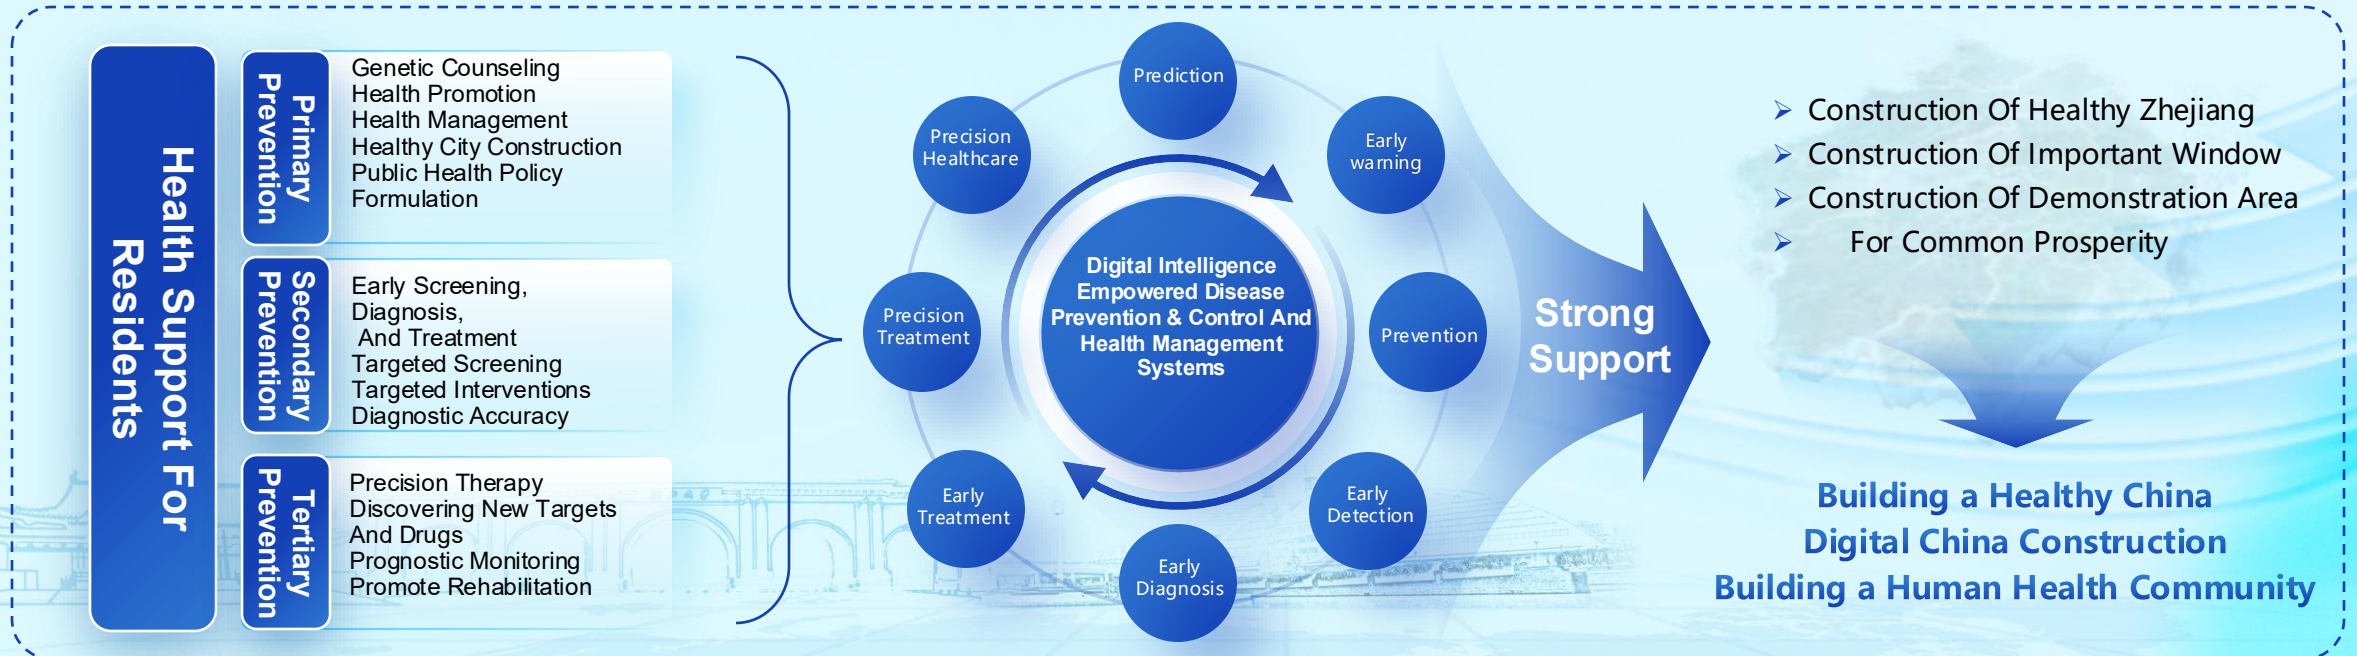 Health Support For
Residents
Primary
Prevention
Genetic Counseling
Health Promotion
Health Management
Healthy City Construction
Public Health Policy
Formulation
Secondary
Prevention
Early Screening,
Diagnosis,
And Treatment
Targeted Screening
Targeted Interventions
Diagnostic Accuracy
Tertiary
Prevention
Precision Therapy
Discovering New Targets
And Drugs
Prognostic Monitoring
Promote Rehabilitation
Prediction
Early
warning
Prevention
Early
Detection
Early
Diagnosis
Early
Treatment
Precision
Treatment
Precision
Healthcare
Digital Intelligence
Empowered Disease
Prevention & Control And
Health Management
Systems
Strong
Support
➢ Construction Of Healthy Zhejiang
➢ Construction Of Important Window
➢ Construction Of Demonstration Area
➢ For Common Prosperity
Building a Healthy China
Digital China Construction
Building a Human Health Community